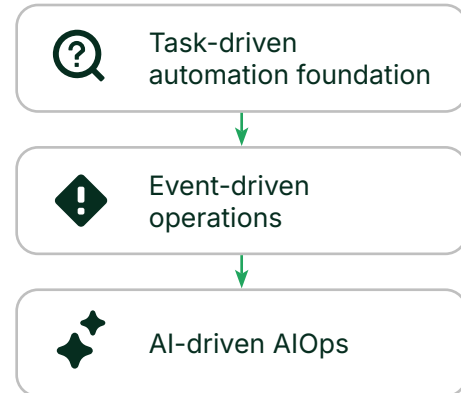 Task-driven
automation foundation
Event-driven
operations
AI-driven AIOps